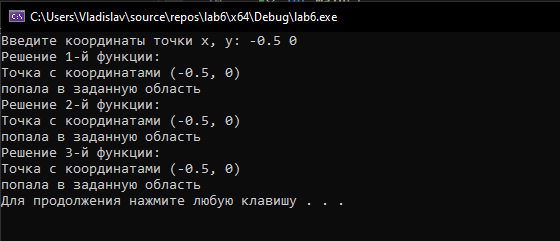 C:\Users\Vladislav\source\repos\lab6\x64\Debug\lab6.exe
Введите координаты точки x, y: -0.5 0
Решение 1-й функции:
Точка с координатами (-0.5, 0)
попала в заданную область
Решение 2-й функции:
Точка с координатами (-0.5, 0)
попала в заданную область
Решение 3-й функции:
Точка с координатами (-0.5, 0)
попала в заданную область
Для продолжения нажмите любую клавишу . . .